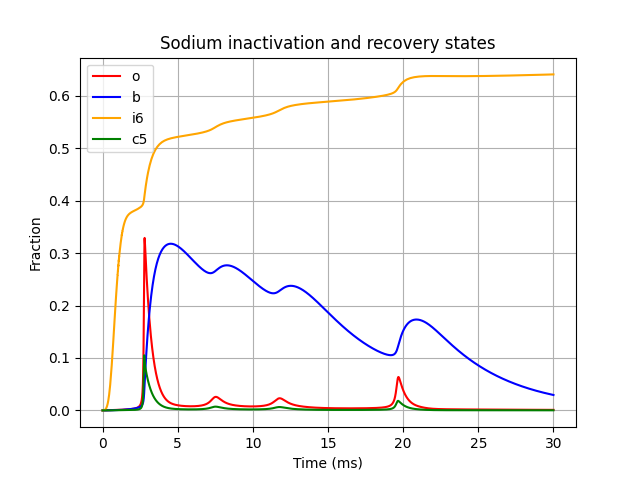 Sodium inactivation and recovery states
o
b
i6
c5
Fraction
0.6
0.5
0.4
0.3
0.2
0.1
0.0
0 5 10 15 20 25 30
Time (ms)